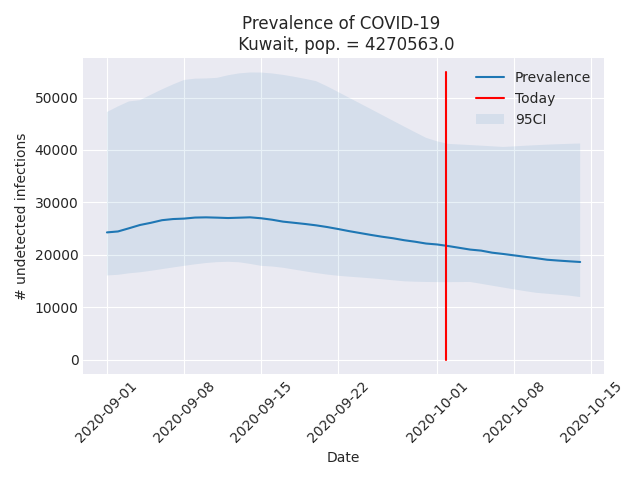 Prevalence of COVID-19
Kuwait, pop. = 4270563.0
Prevalence
Today
95CI
50000
40000
30000
20000
10000
0
# undetected infections
2020-09-01
2020-09-08
2020-09-15
2020-09-22
2020-10-01
2020-10-08
2020-10-15
Date